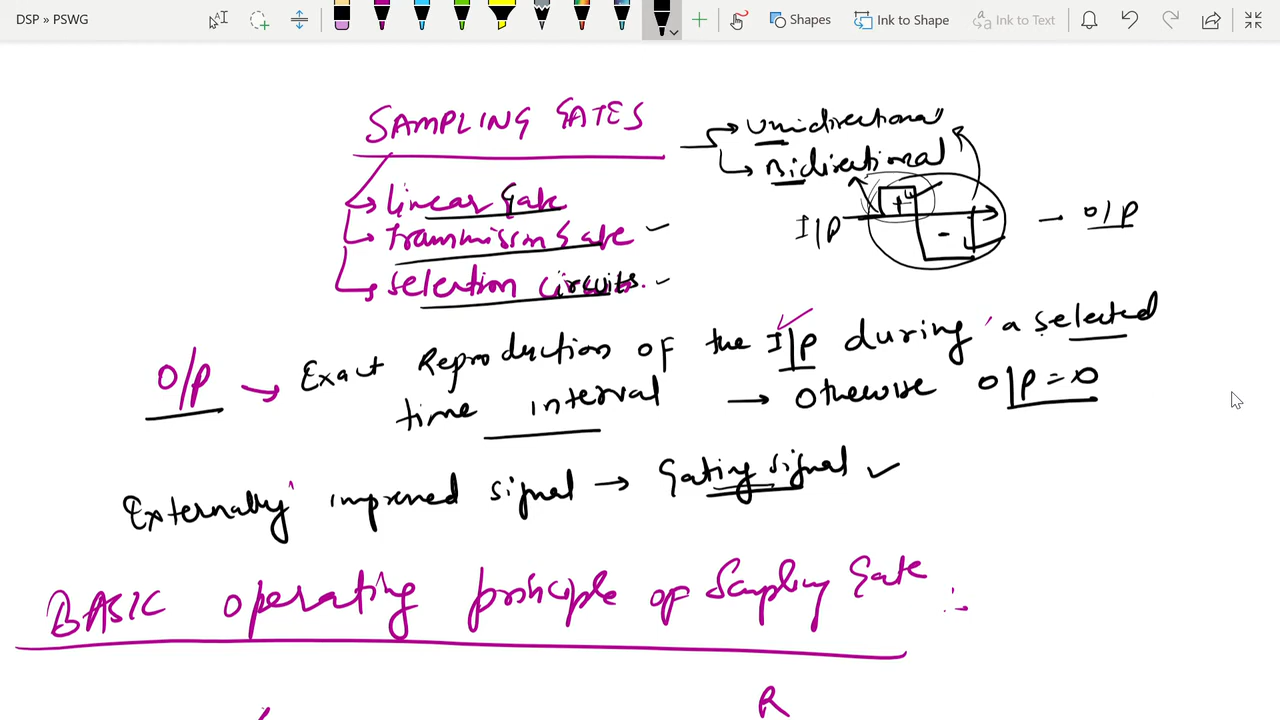 DSP » PSWG
Shapes
Ink to Shape
Ink to Text
SAMPLING GATES
Unidirectional
Bidirectional
Linear Gate
Transmission Gate
Selection circuits.
I/P
+
-
O/P
O/P → Exact Reproduction of the I/P during a selected
time interval → Otherwise O/P = 0
Externally imposed signal → Gating signal ✓
BASIC operating principle of Sampling Gate :-
R